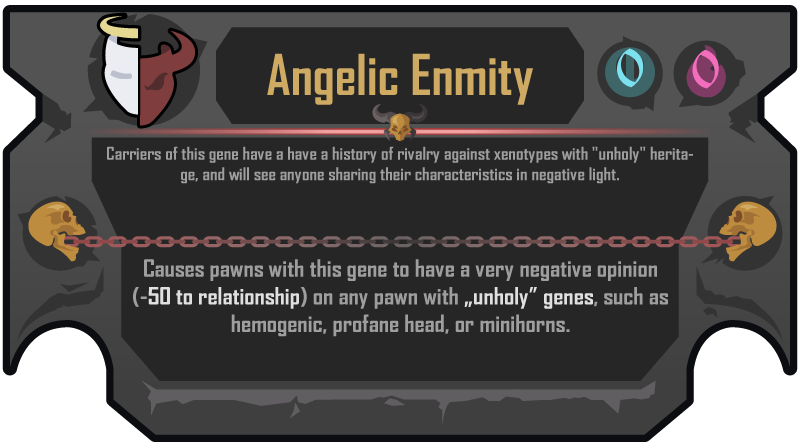 Angelic Enmity
Carriers of this gene have a have a history of rivalry against xenotypes with "unholy" herita-
ge, and will see anyone sharing their characteristics in negative light.
Causes pawns with this gene to have a very negative opinion
(-50 to relationship) on any pawn with „unholy” genes, such as
hemogenic, profane head, or minihorns.